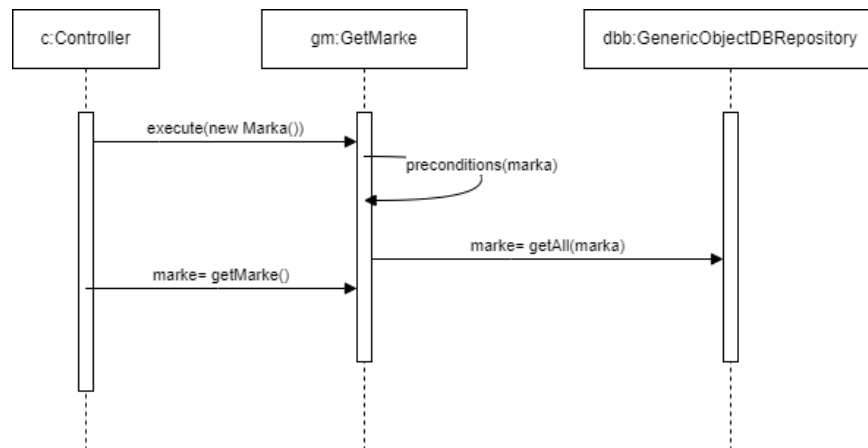 c:Controller
gm:GetMarke
dbb:GenericObjectDBRepository
execute(new Marka())
preconditions(marka)
marke= getAll(marka)
marke= getMarke()